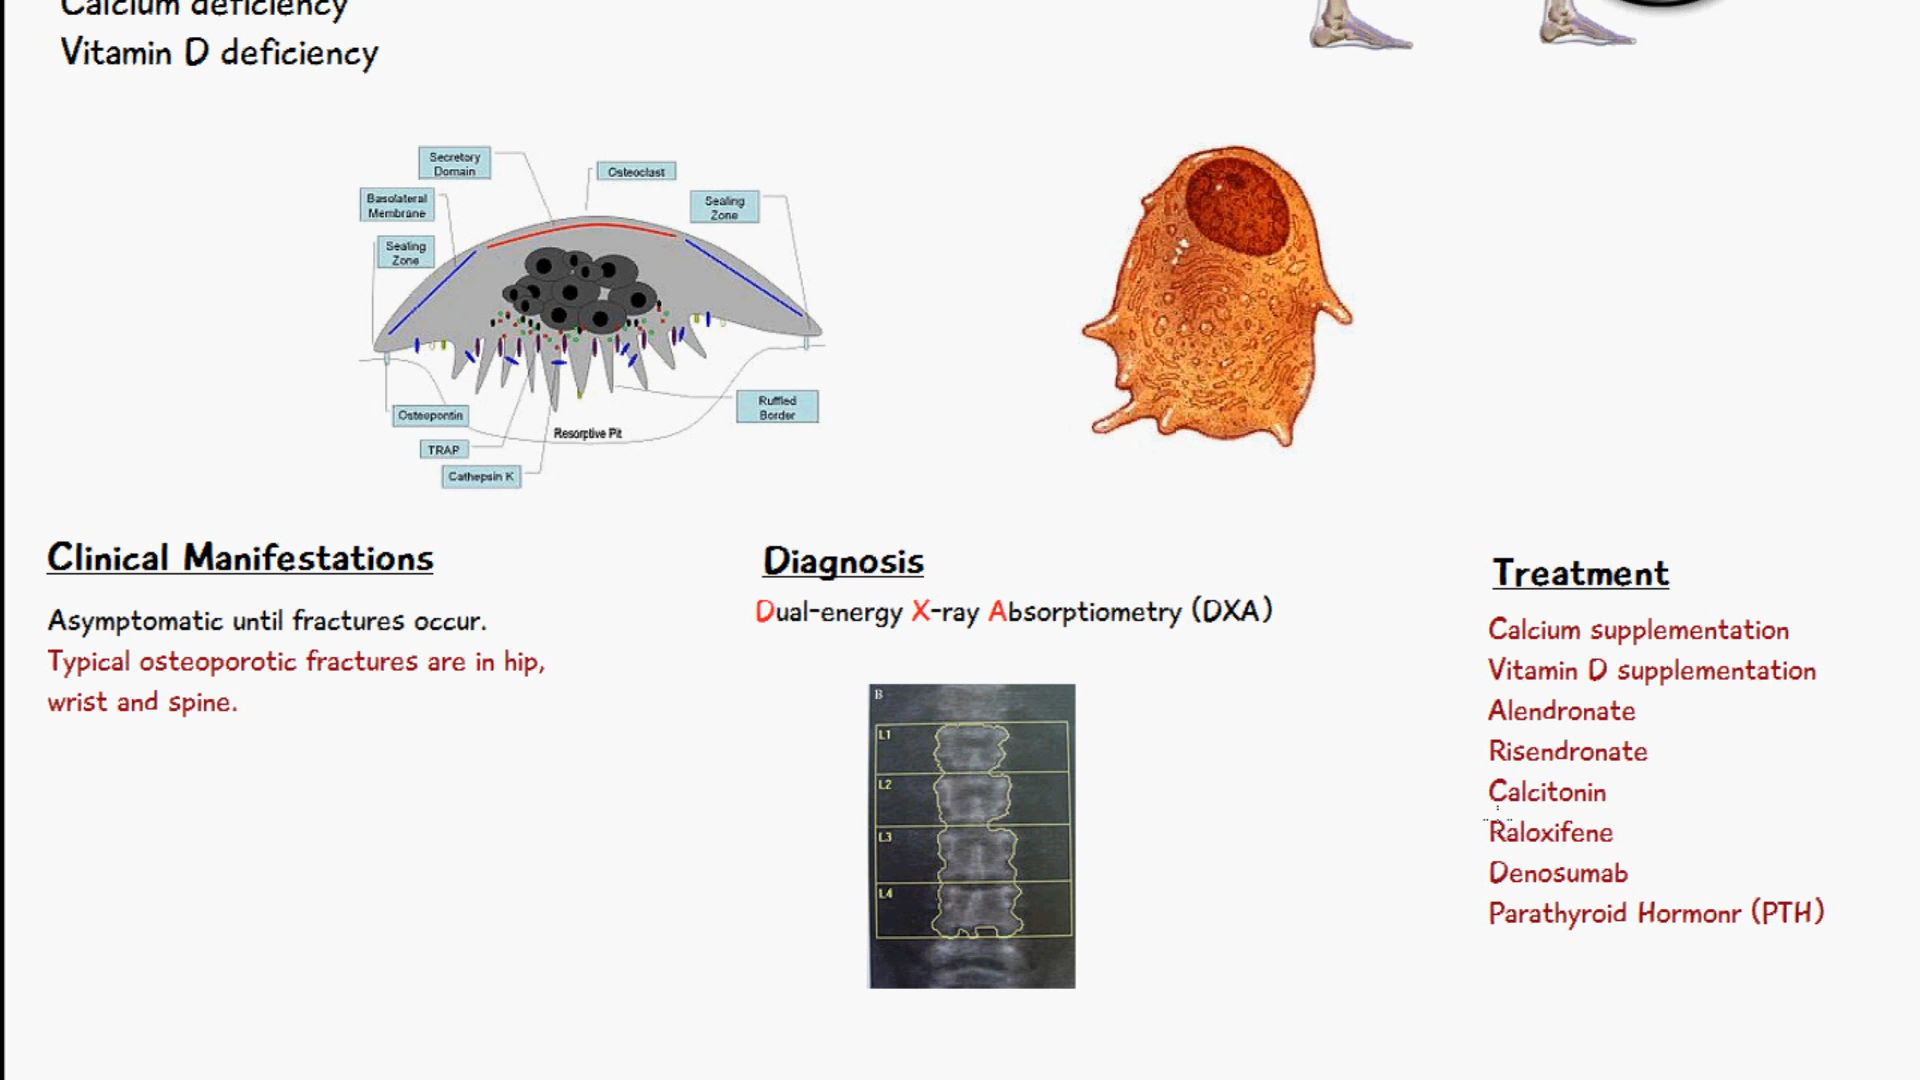 Calcium deficiency
Vitamin D deficiency
Secretory
Domain
Osteoclast
Basolateral
Membrane
Sealing
Zone
Sealing
Zone
Osteopontin
Ruffled
Border
Resorptive Pit
TRAP
Cathepsin K
Clinical Manifestations
Asymptomatic until fractures occur.
Typical osteoporotic fractures are in hip,
wrist and spine.
Diagnosis
Dual-energy X-ray Absorptiometry (DXA)
B
L1
L2
L3
L4
Treatment
Calcium supplementation
Vitamin D supplementation
Alendronate
Risendronate
Calcitonin
Raloxifene
Denosumab
Parathyroid Hormonr (PTH)